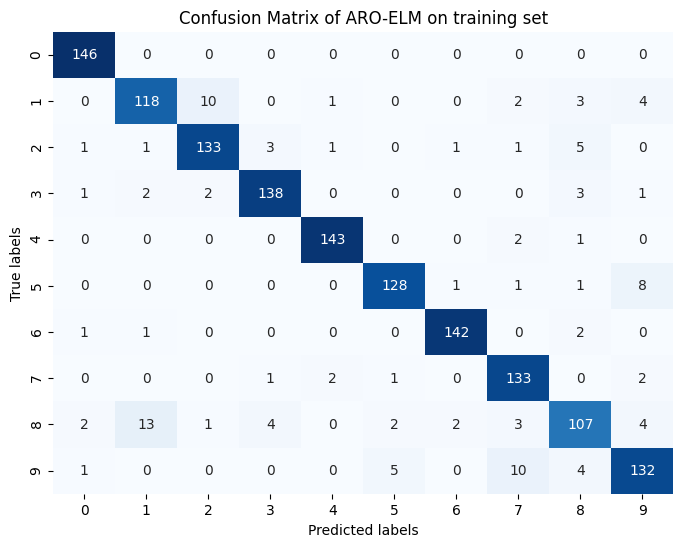 Confusion Matrix of ARO-ELM on training set
True labels
0 146 0 0 0 0 0 0 0 0 0
1 0 118 10 0 1 0 0 2 3 4
2 1 1 133 3 1 0 1 1 5 0
3 1 2 2 138 0 0 0 0 3 1
4 0 0 0 0 143 0 0 2 1 0
5 0 0 0 0 0 128 1 1 1 8
6 1 1 0 0 0 0 142 0 2 0
7 0 0 0 1 2 1 0 133 0 2
8 2 13 1 4 0 2 2 3 107 4
9 1 0 0 0 0 5 0 10 4 132
0 1 2 3 4 5 6 7 8 9
Predicted labels